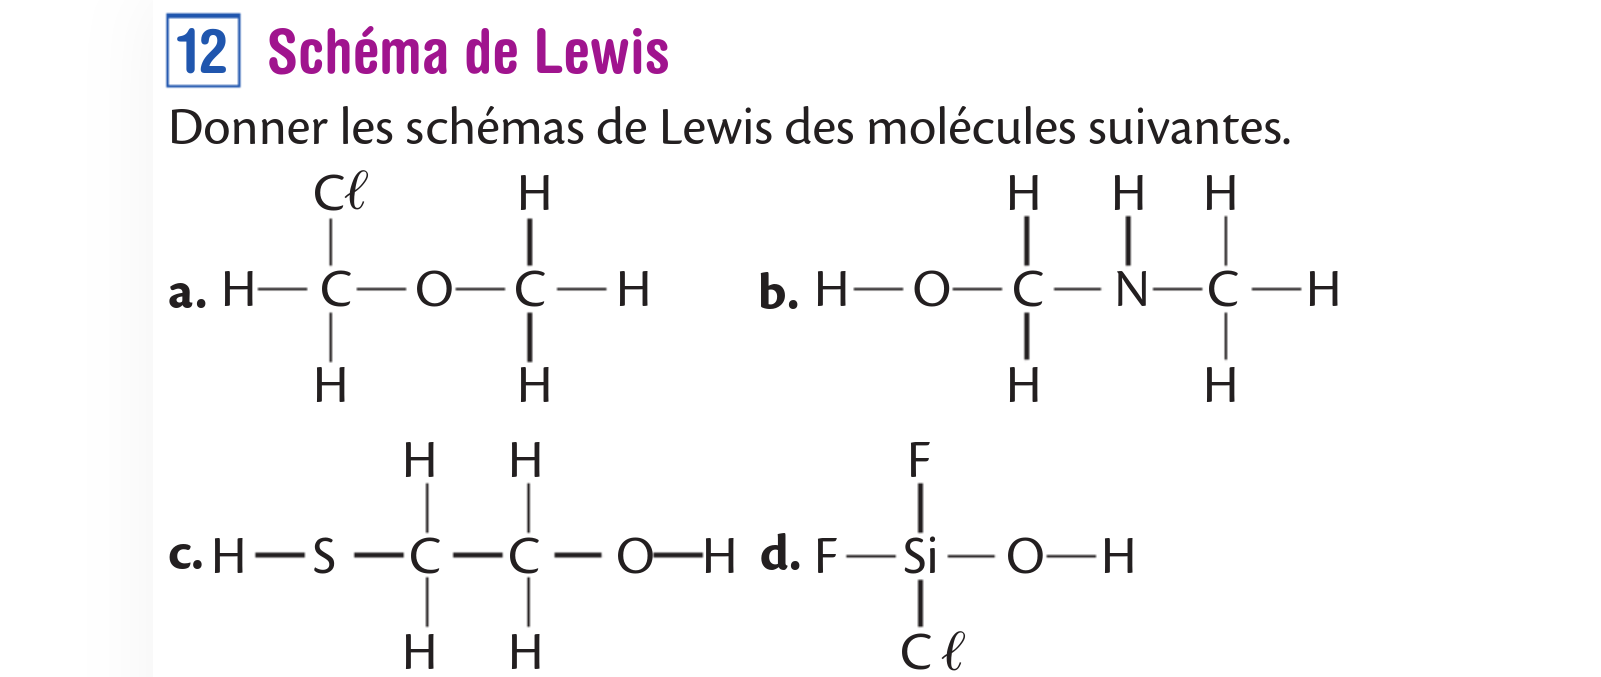 12 Schéma de Lewis
Donner les schémas de Lewis des molécules suivantes.
Cℓ H H H H
a. H—C—O—C—H b. H—O—C—N—C—H
H H H H
H H F
c. H—S—C—C—O—H d. F—Si—O—H
H H Cℓ